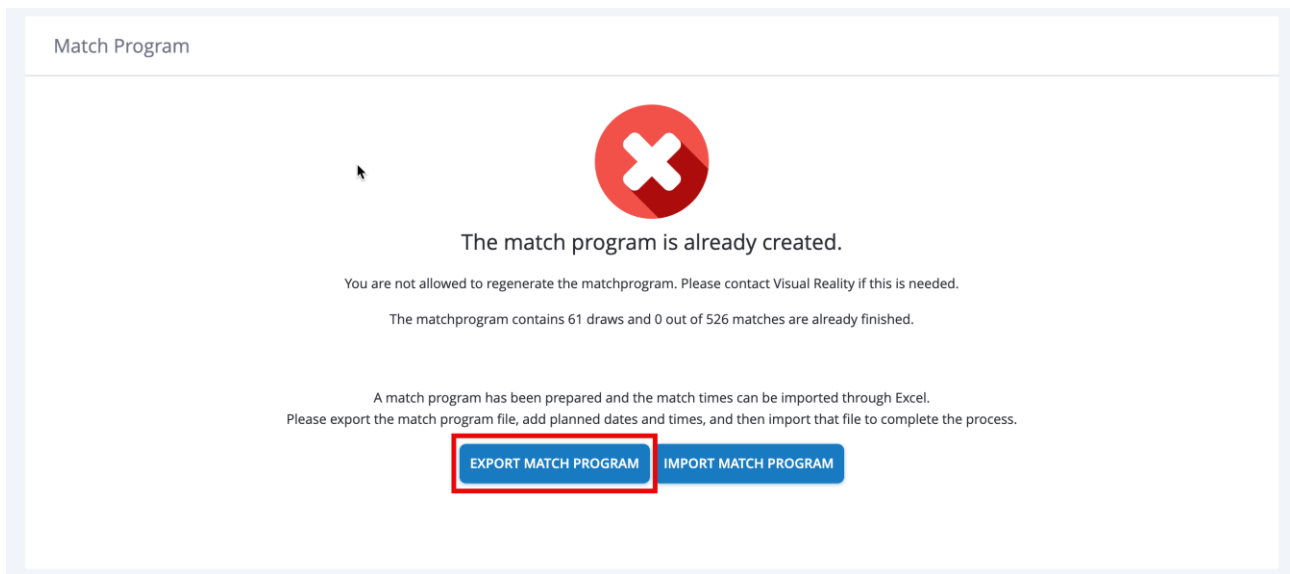 Match Program
The match program is already created.
You are not allowed to regenerate the matchprogram. Please contact Visual Reality if this is needed.
The matchprogram contains 61 draws and 0 out of 526 matches are already finished.
A match program has been prepared and the match times can be imported through Excel.
Please export the match program file, add planned dates and times, and then import that file to complete the process.
EXPORT MATCH PROGRAM IMPORT MATCH PROGRAM